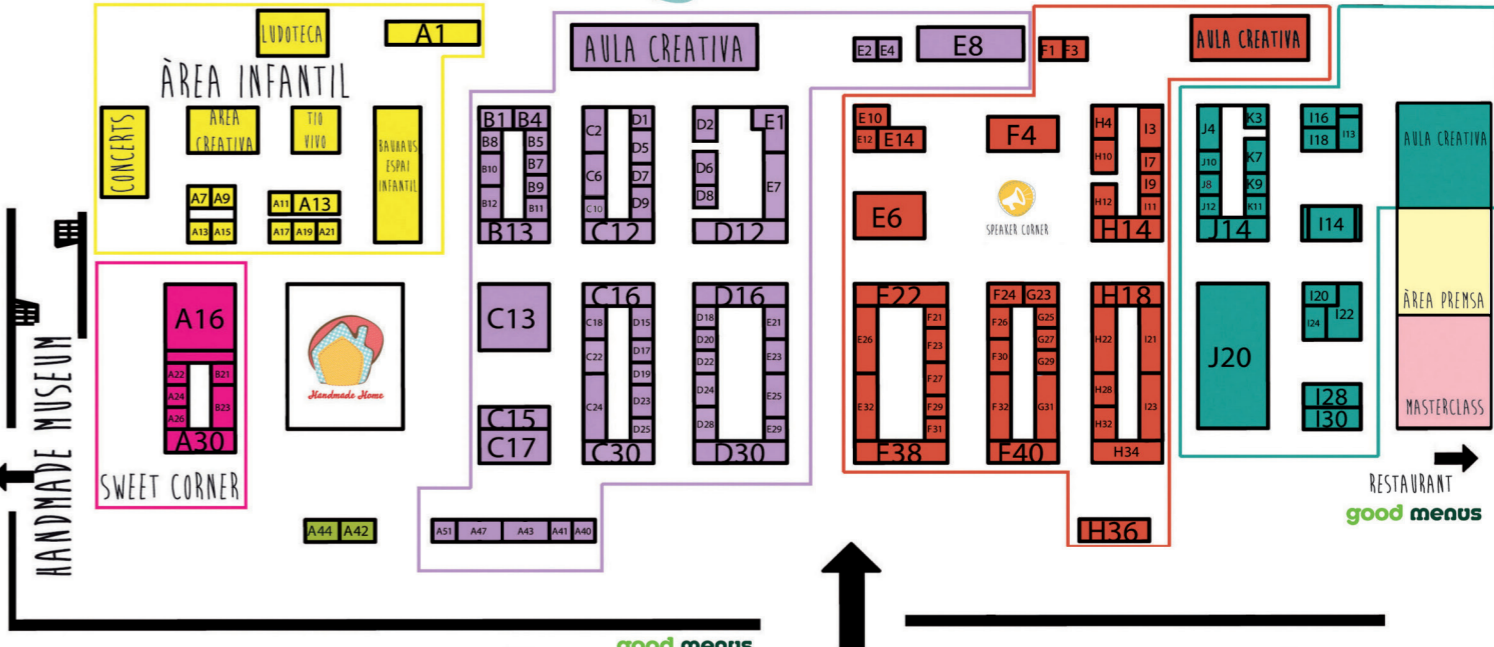 LUDOTECA
A1
ÀREA INFANTIL
CONCERTS
AREA
CREATIVA
TIO
VIVO
BAUHAUS
ESPAI
INFANTIL
A7 A9
A13 A15
A11 A13
A17 A19 A21
A16
A22 B21
A24
A26 B23
A30
SWEET CORNER
HANDMADE MUSEUM
Handmade Home
A44 A42
AULA CREATIVA
E2 E4
E8
B1 B4
B8 B5
B10 B7
B9
B12 B11
B13
C2 D1
D5
C6 D7
C10 D9
C12
D2 E1
D6
D8 E7
D12
C13
C15
C17
C16
C18 D15
C22 D17
D19
C24 D23
D25
C30
D16
D18 E21
D20
D22 E23
D24 E25
D28 E29
D30
A51 A47 A43 A41 A40
F1 F3
AULA CREATIVA
E10
E12 E14
F4
E6
SPEAKER CORNER
H4 I3
H10 I7
I9
H12 I11
H14
F22
F21
E26 F23
F27
E32 F29
F31
F38
F24 G23
F26 G25
G27
F30 G29
F32 G31
F40
H18
H22 I21
H28 I23
H32
H34
H36
J4 K3
J10 K7
J8 K9
J12 K11
J14
I16
I18 I13
I14
J20
I20
I24 I22
I28
I30
AULA CREATIVA
ÀREA PREMSA
MASTERCLASS
RESTAURANT
good menus
good menus